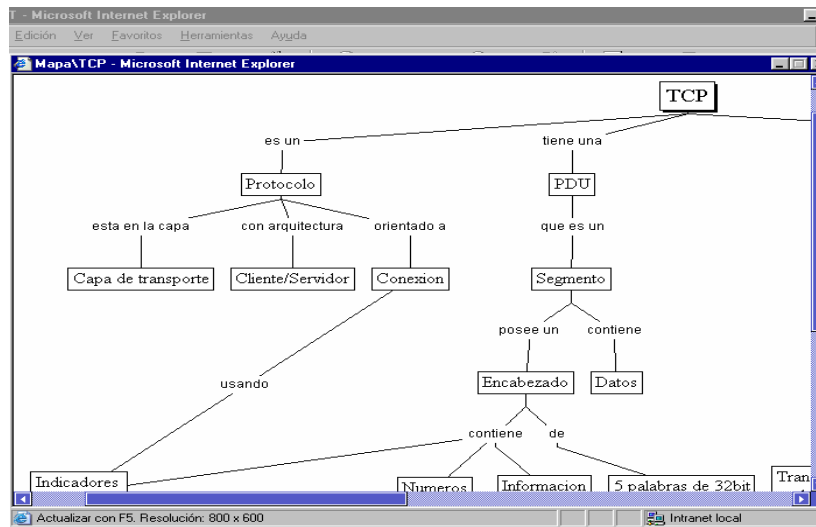 T - Microsoft Internet Explorer
Edición Ver Favoritos Herramientas Ayuda
Mapa\TCP - Microsoft Internet Explorer
TCP
es un
tiene una
Protocolo
PDU
esta en la capa
con arquitectura
orientado a
que es un
Capa de transporte
Cliente/Servidor
Conexion
Segmento
posee un
contiene
usando
Encabezado
Datos
contiene
de
Indicadores
Numeros
Informacion
5 palabras de 32bit
Tran
Actualizar con F5. Resolución: 800 x 600
Intranet local